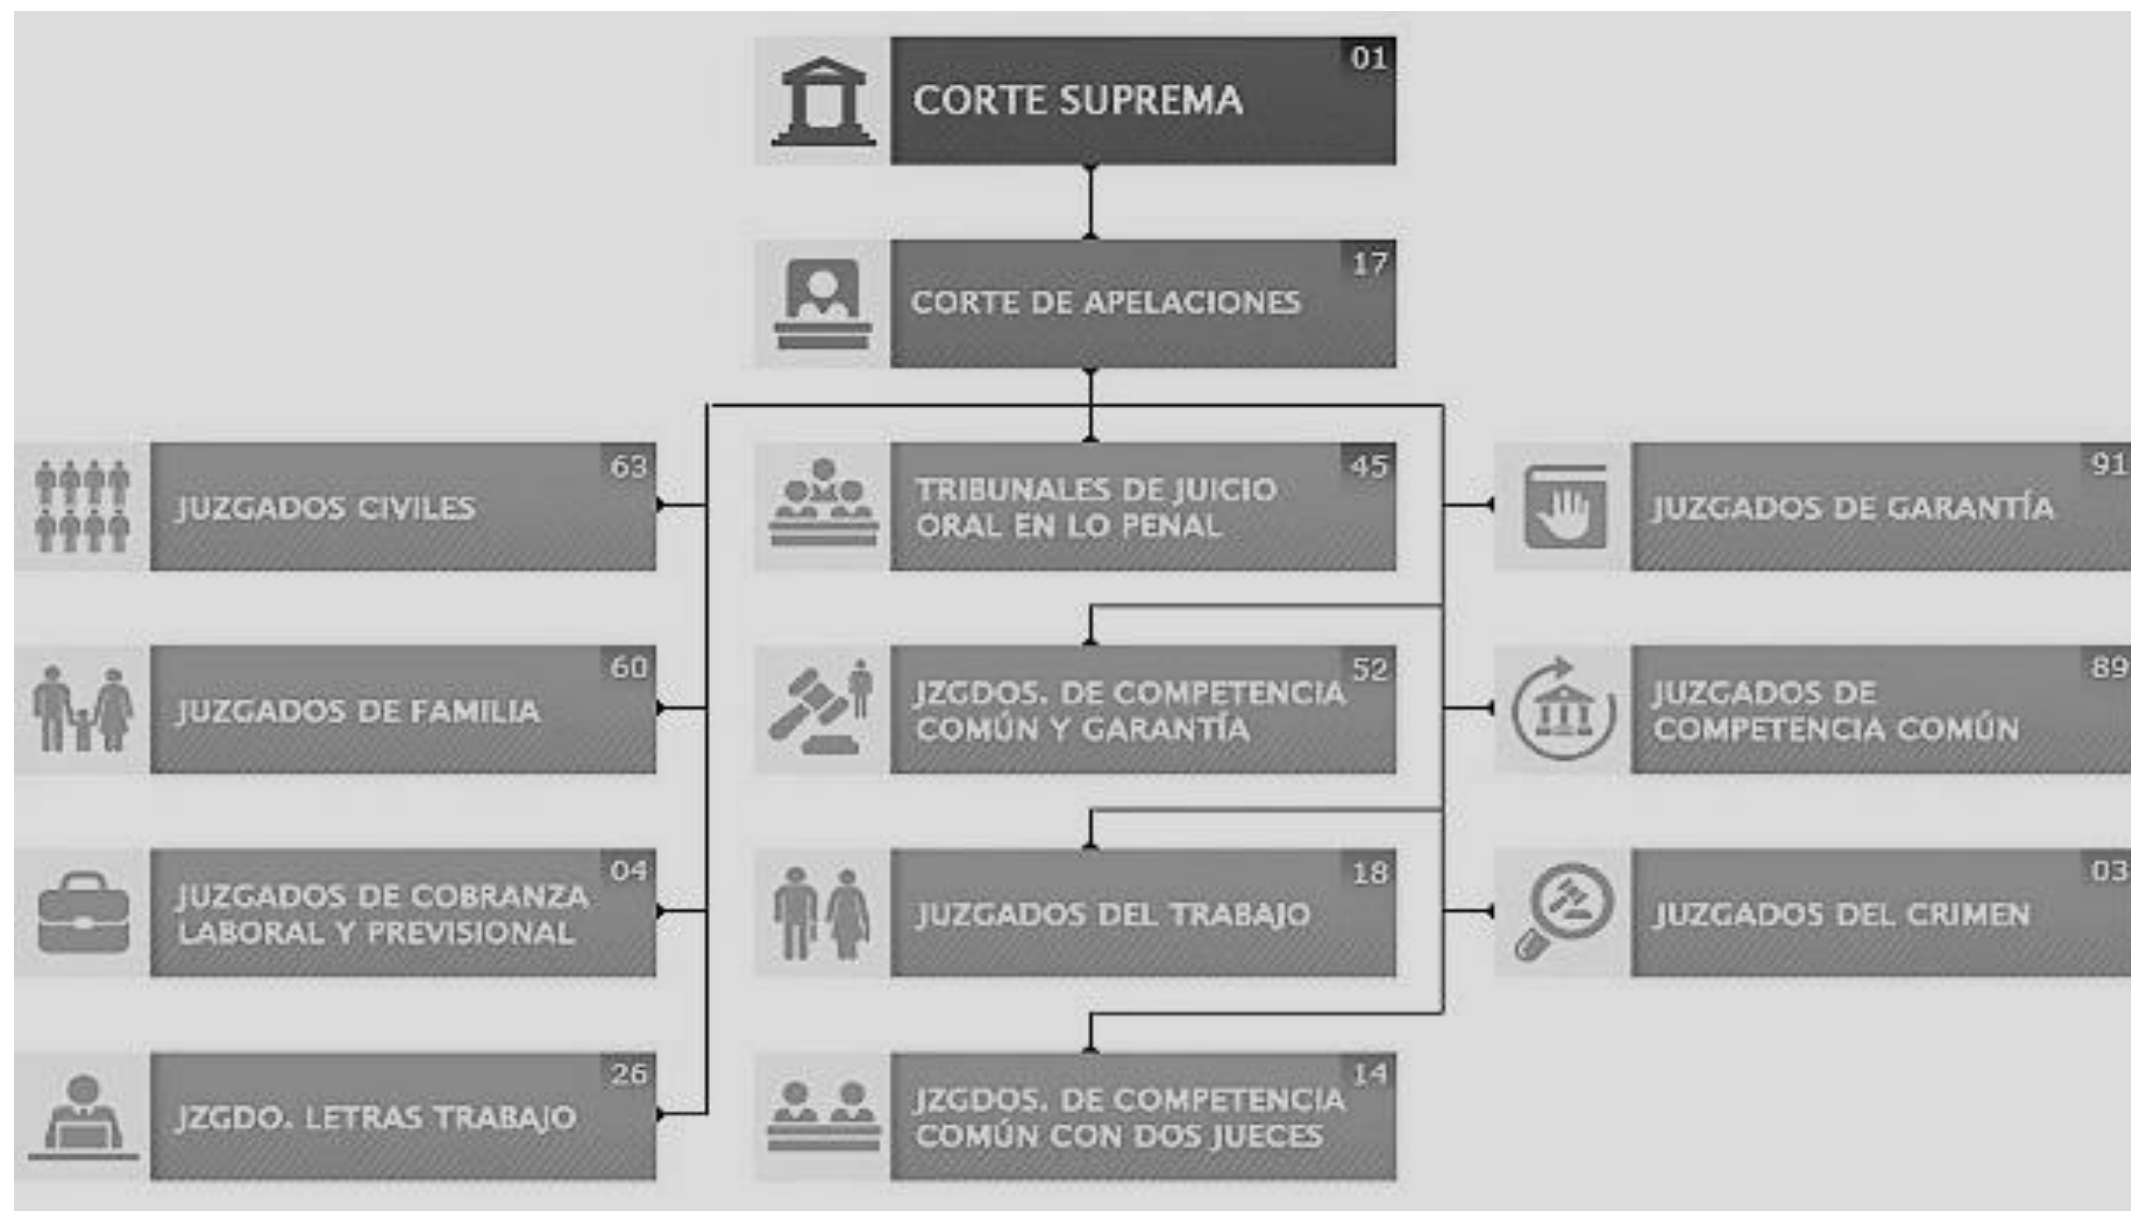 01
CORTE SUPREMA
17
CORTE DE APELACIONES
63
JUZGADOS CIVILES
45
TRIBUNALES DE JUICIO
ORAL EN LO PENAL
91
JUZGADOS DE GARANTÍA
60
JUZGADOS DE FAMILIA
52
JZGDOS. DE COMPETENCIA
COMÚN Y GARANTÍA
89
JUZGADOS DE
COMPETENCIA COMÚN
04
JUZGADOS DE COBRANZA
LABORAL Y PREVISIONAL
18
JUZGADOS DEL TRABAJO
03
JUZGADOS DEL CRIMEN
26
JZGDO. LETRAS TRABAJO
14
JZGDOS. DE COMPETENCIA
COMÚN CON DOS JUECES